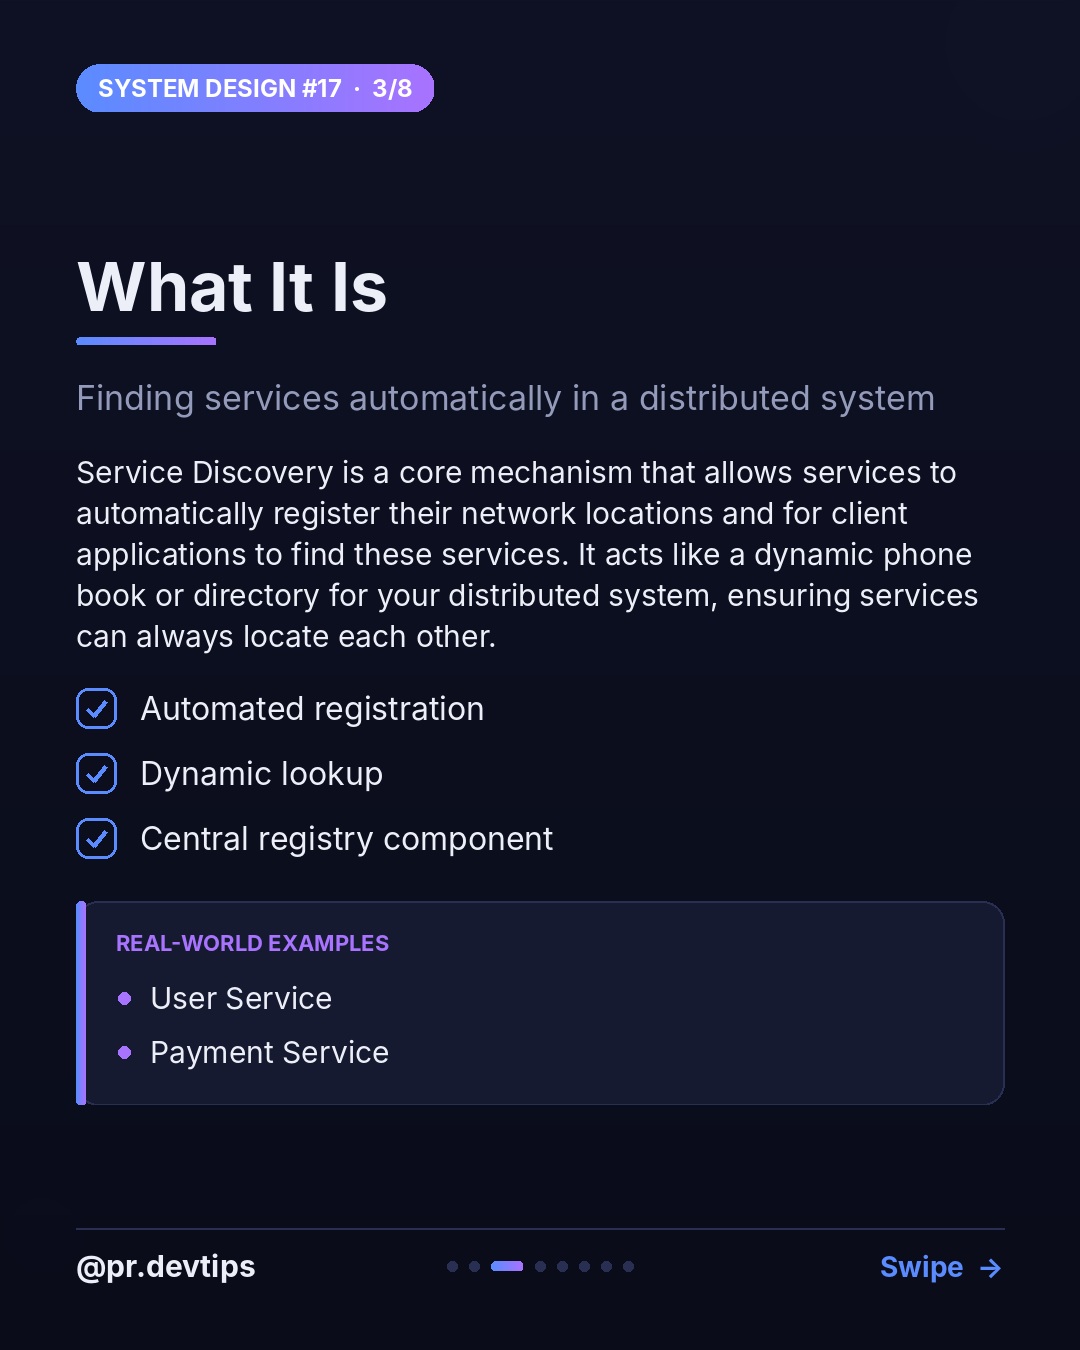 SYSTEM DESIGN #17 · 3/8
What It Is
Finding services automatically in a distributed system
Service Discovery is a core mechanism that allows services to
automatically register their network locations and for client
applications to find these services. It acts like a dynamic phone
book or directory for your distributed system, ensuring services
can always locate each other.
Automated registration
Dynamic lookup
Central registry component
REAL-WORLD EXAMPLES
User Service
Payment Service
@pr.devtips
Swipe →